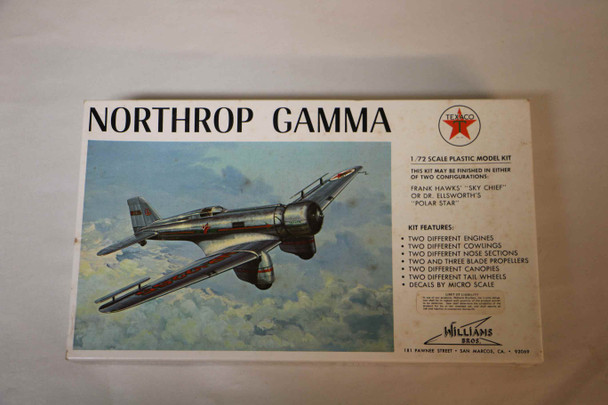 NORTHROP GAMMA
TEXACO
T
1/72 SCALE PLASTIC MODEL KIT
THIS KIT MAY BE FINISHED IN EITHER
OF TWO CONFIGURATIONS:
FRANK HAWKS' "SKY CHIEF"
OR DR. ELLSWORTH'S
"POLAR STAR"
KIT FEATURES:
• TWO DIFFERENT ENGINES
• TWO DIFFERENT COWLINGS
• TWO DIFFERENT NOSE SECTIONS
• TWO AND THREE BLADE PROPELLERS
• TWO DIFFERENT CANOPIES
• TWO DIFFERENT TAIL WHEELS
• DECALS BY MICRO SCALE
LIMIT OF LIABILITY
WILLIAMS
BROS.
181 PAWNEE STREET • SAN MARCOS, CA. • 92069